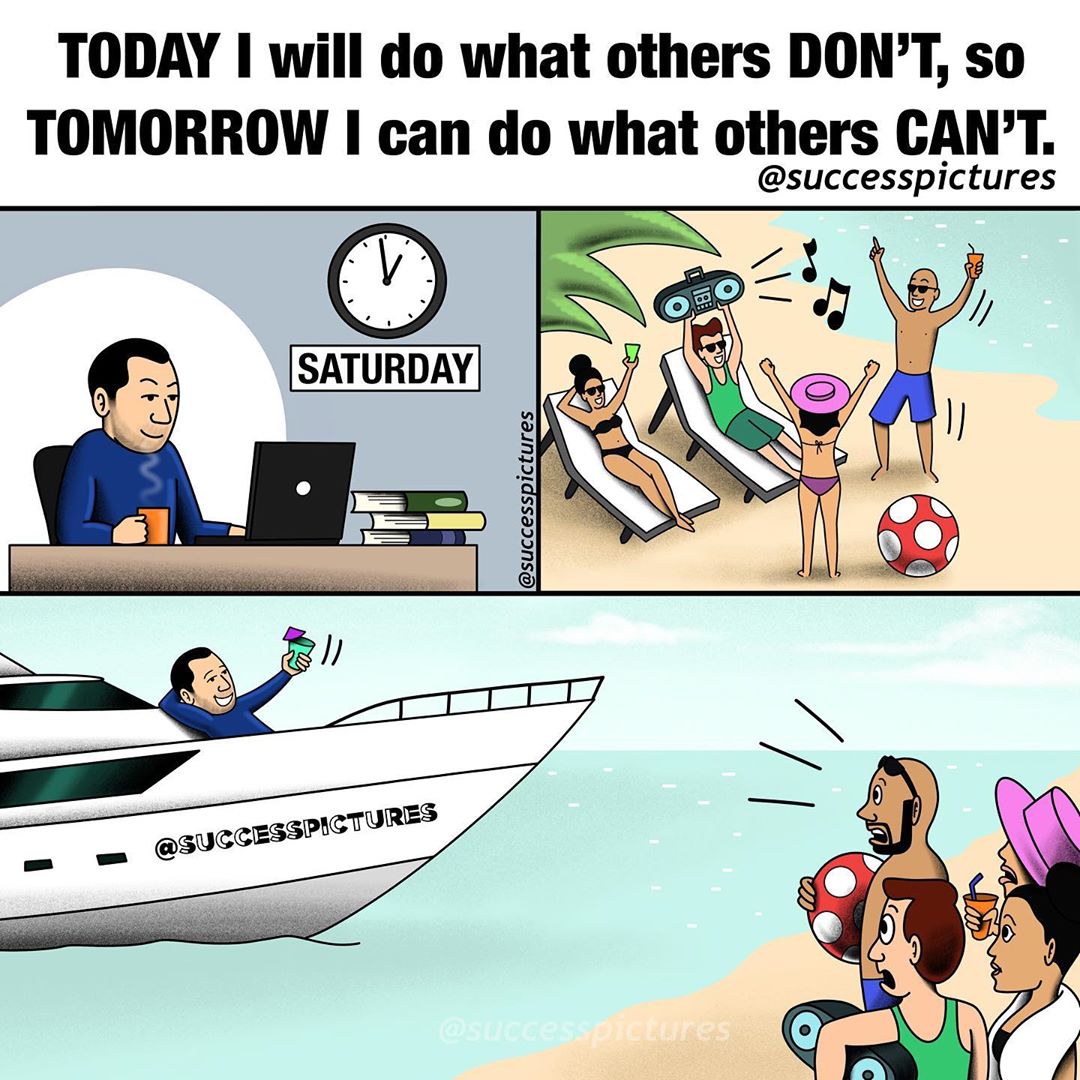 TODAY I will do what others DON'T, so
TOMORROW I can do what others CAN'T.
@successpictures
SATURDAY
@successpictures
@SUCCESSPICTURES
@successpictures